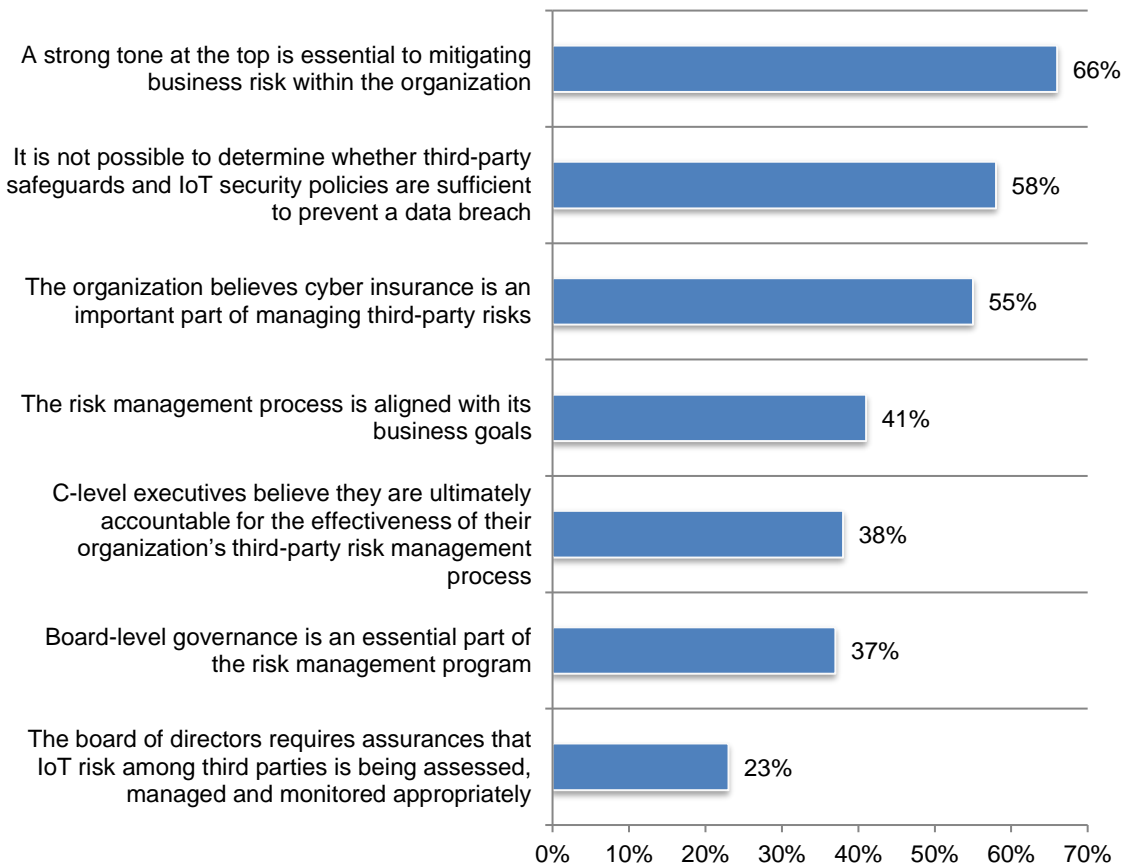 A strong tone at the top is essential to mitigating
business risk within the organization
66%
It is not possible to determine whether third-party
safeguards and IoT security policies are sufficient
to prevent a data breach
58%
The organization believes cyber insurance is an
important part of managing third-party risks
55%
The risk management process is aligned with its
business goals
41%
C-level executives believe they are ultimately
accountable for the effectiveness of their
organization’s third-party risk management
process
38%
Board-level governance is an essential part of
the risk management program
37%
The board of directors requires assurances that
IoT risk among third parties is being assessed,
managed and monitored appropriately
23%
0% 10% 20% 30% 40% 50% 60% 70%